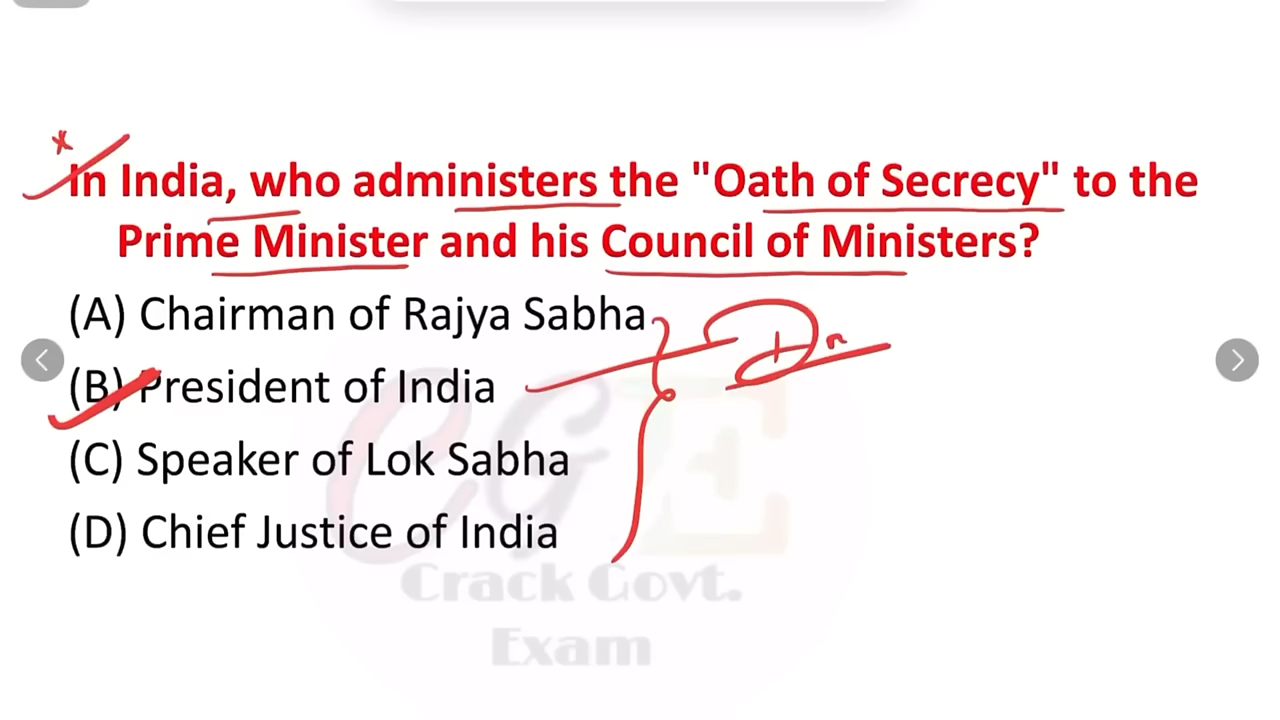 In India, who administers the "Oath of Secrecy" to the
Prime Minister and his Council of Ministers?
(A) Chairman of Rajya Sabha
(B) President of India
(C) Speaker of Lok Sabha
(D) Chief Justice of India
CGE
Crack Govt.
Exam